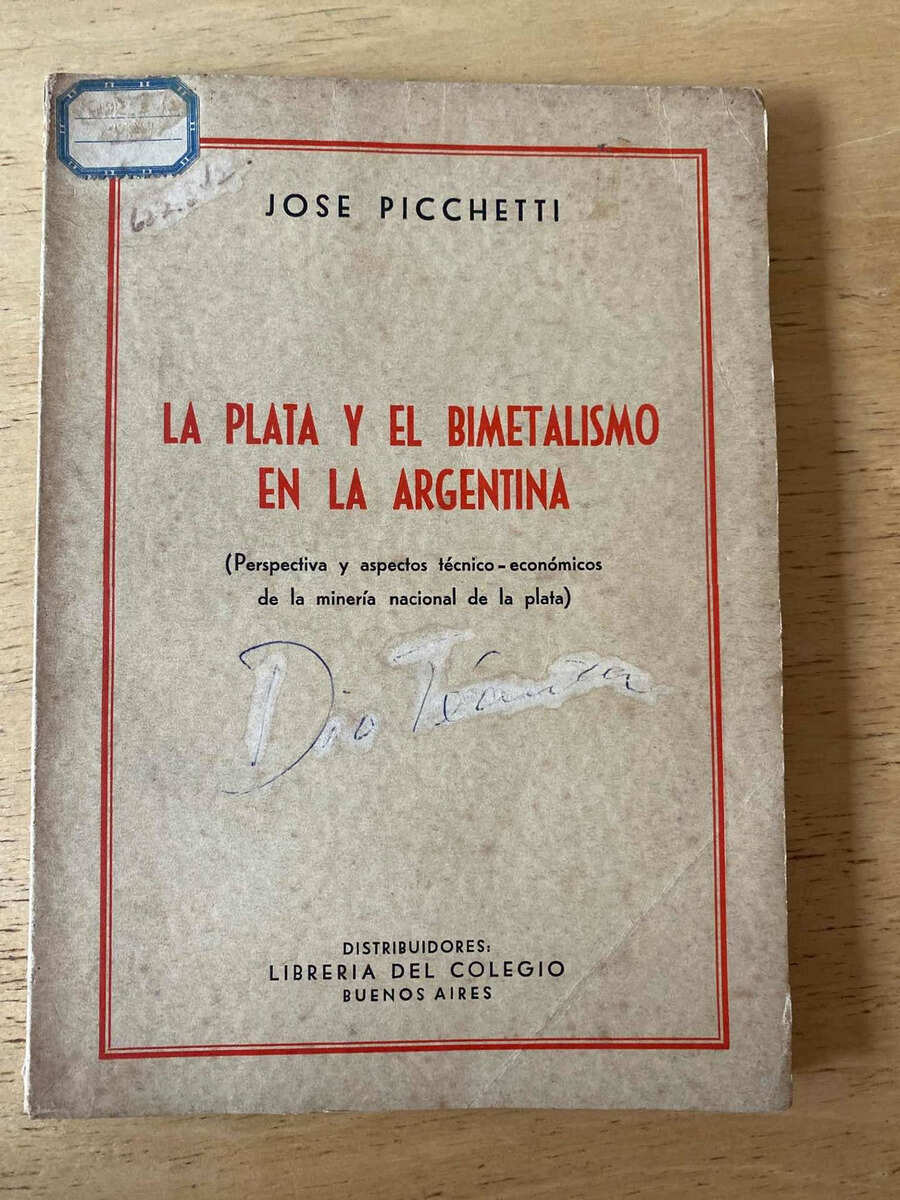 JOSE PICCHETTI
LA PLATA Y EL BIMETALISMO
EN LA ARGENTINA
(Perspectiva y aspectos técnico-económicos
de la minería nacional de la plata)
DISTRIBUIDORES:
LIBRERIA DEL COLEGIO
BUENOS AIRES